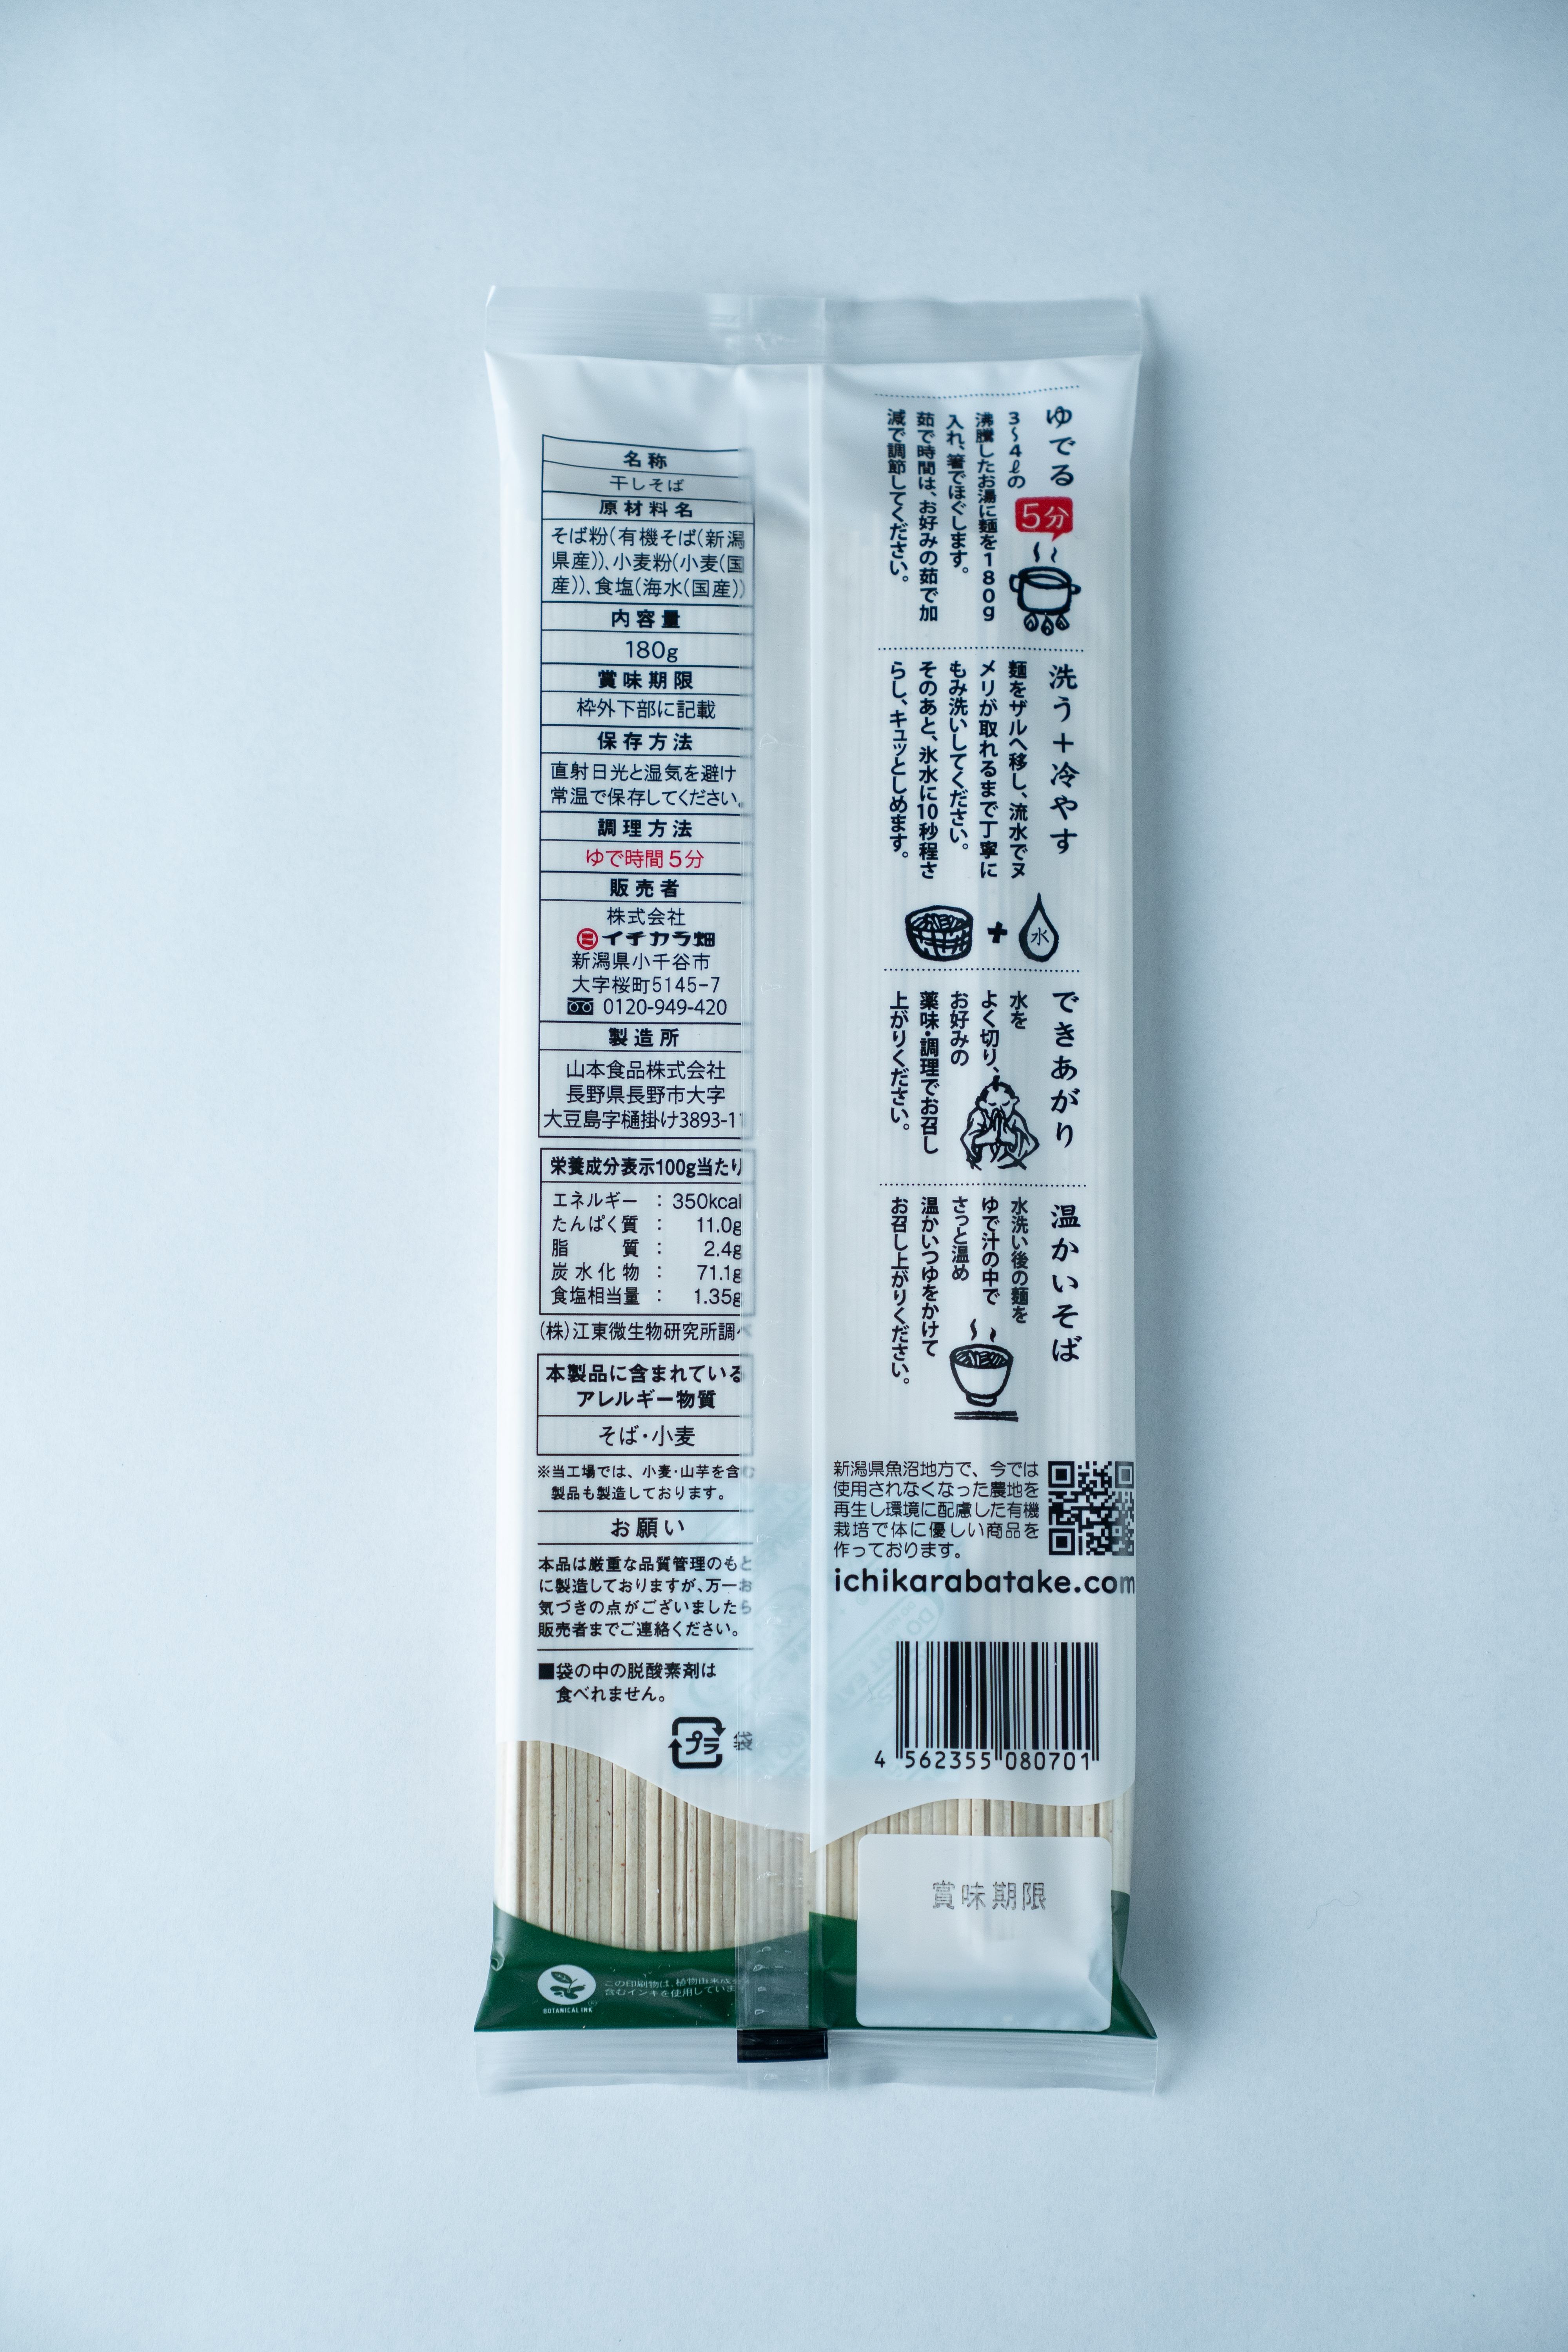 名称
干しそば
原材料名
そば粉(有機そば(新潟
県産))、小麦粉(小麦(国
産))、食塩(海水(国産))
内容量
180g
賞味期限
枠外下部に記載
保存方法
直射日光と湿気を避け
常温で保存してください。
調理方法
ゆで時間5分
販売者
株式会社
イチカラ畑
新潟県小千谷市
大字桜町5145-7
0120-949-420
製造所
山本食品株式会社
長野県長野市大字
大豆島字樋掛け3893-11
栄養成分表示100g当たり
エネルギー : 350kcal
たんぱく質 : 11.0g
脂質 : 2.4g
炭水化物 : 71.1g
食塩相当量 : 1.35g
(株)江東微生物研究所調べ
本製品に含まれている
アレルギー物質
そば・小麦
※当工場では、小麦・山芋を含む
製品も製造しております。
お願い
本品は厳重な品質管理のもと
に製造しておりますが、万一お
気づきの点がございましたら
販売者までご連絡ください。
■袋の中の脱酸素剤は
食べれません。
プラ 袋
この印刷物は、植物由来成分
含むインキを使用していま
BOTANICAL INK
ゆでる
5分
3〜4ℓの
沸騰したお湯に麺を180g
入れ、箸でほぐします。
茹で時間は、お好みの茹で加
減で調節してください。
洗う+冷やす
麺をザルへ移し、流水でヌ
メリが取れるまで丁寧に
もみ洗いしてください。
そのあと、氷水に10秒程さ
らし、キュッとしめます。
+
水
できあがり
水を
よく切り、
お好みの
薬味・調理でお召し
上がりください。
温かいそば
水洗い後の麺を
ゆで汁の中で
さっと温め
温かいつゆをかけて
お召し上がりください。
新潟県魚沼地方で、今では
使用されなくなった農地を
再生し環境に配慮した有機
栽培で体に優しい商品を
作っております。
ichikarabatake.com
4 562355 080701
賞味期限